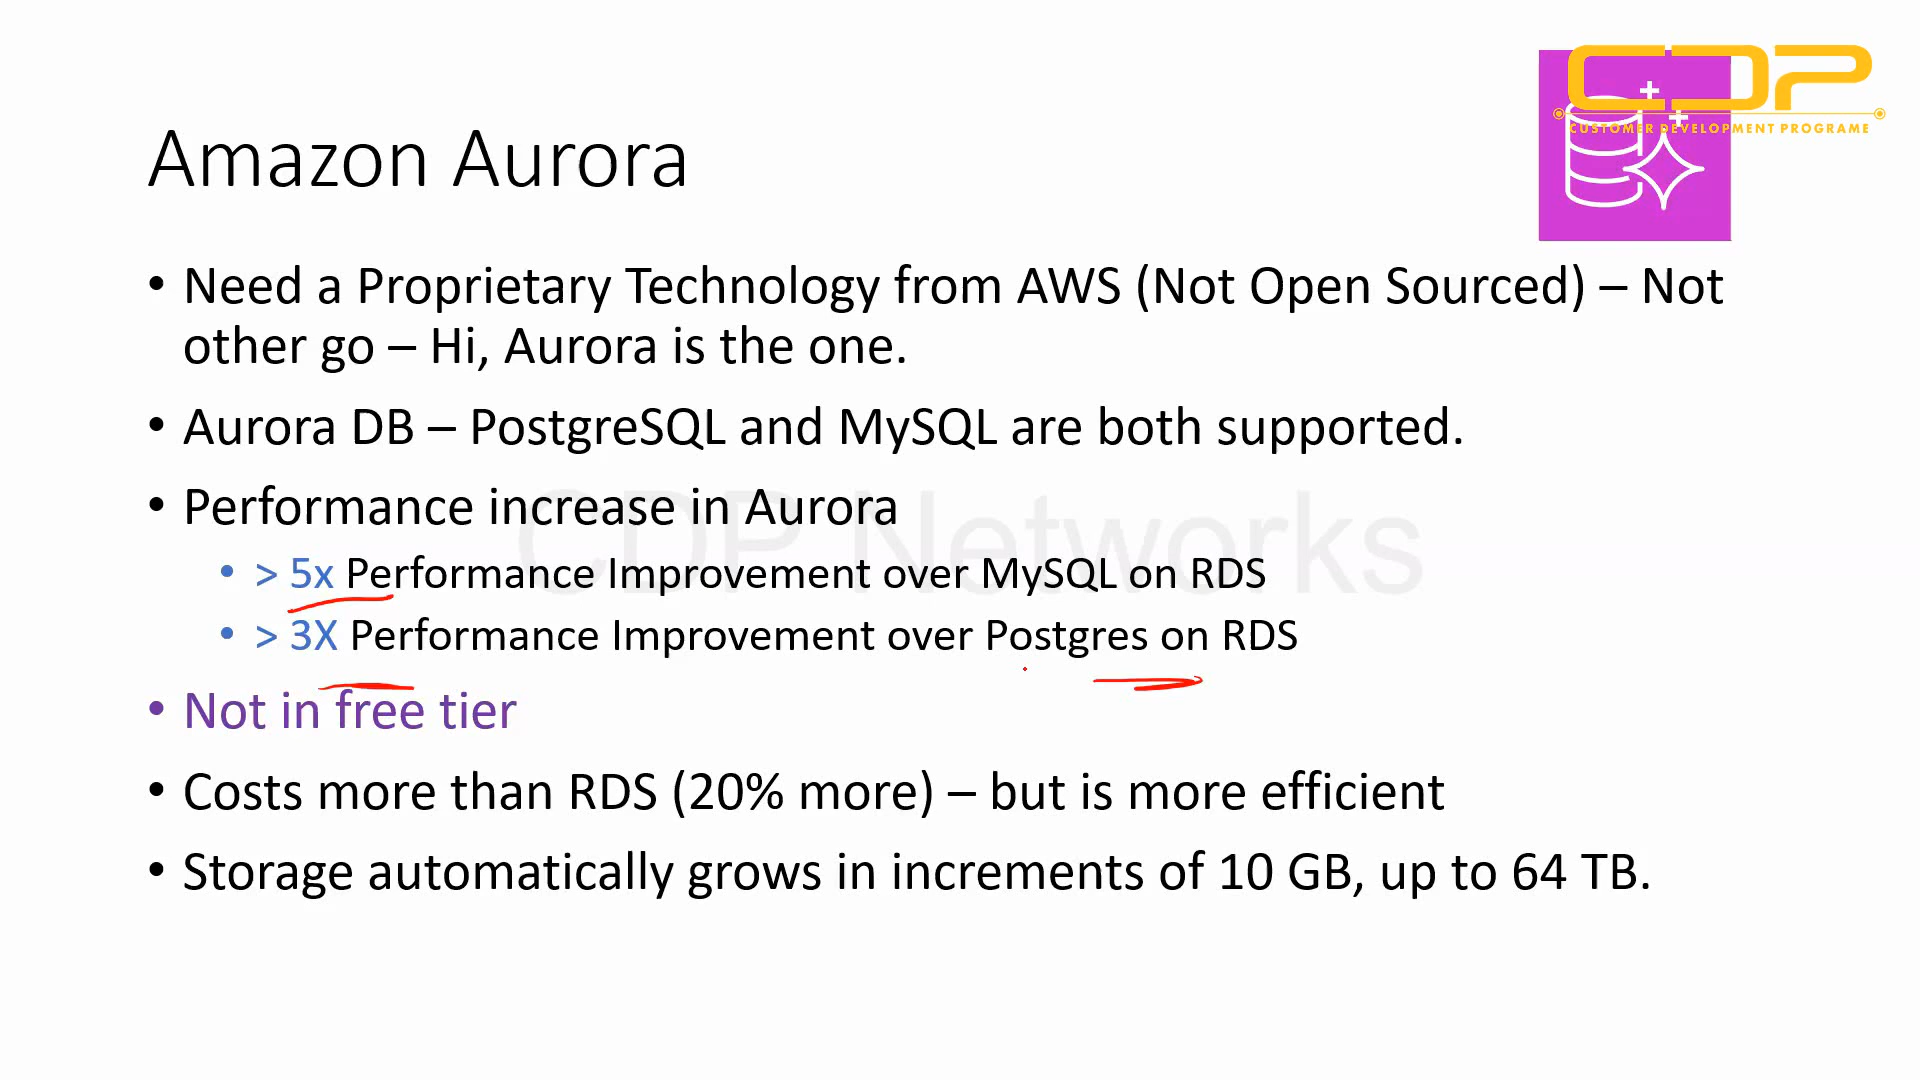 CDP
CUSTOMER DEVELOPMENT PROGRAME
Amazon Aurora
• Need a Proprietary Technology from AWS (Not Open Sourced) – Not
other go – Hi, Aurora is the one.
• Aurora DB – PostgreSQL and MySQL are both supported.
• Performance increase in Aurora
CDP Networks
• > 5x Performance Improvement over MySQL on RDS
• > 3X Performance Improvement over Postgres on RDS
• Not in free tier
• Costs more than RDS (20% more) – but is more efficient
• Storage automatically grows in increments of 10 GB, up to 64 TB.